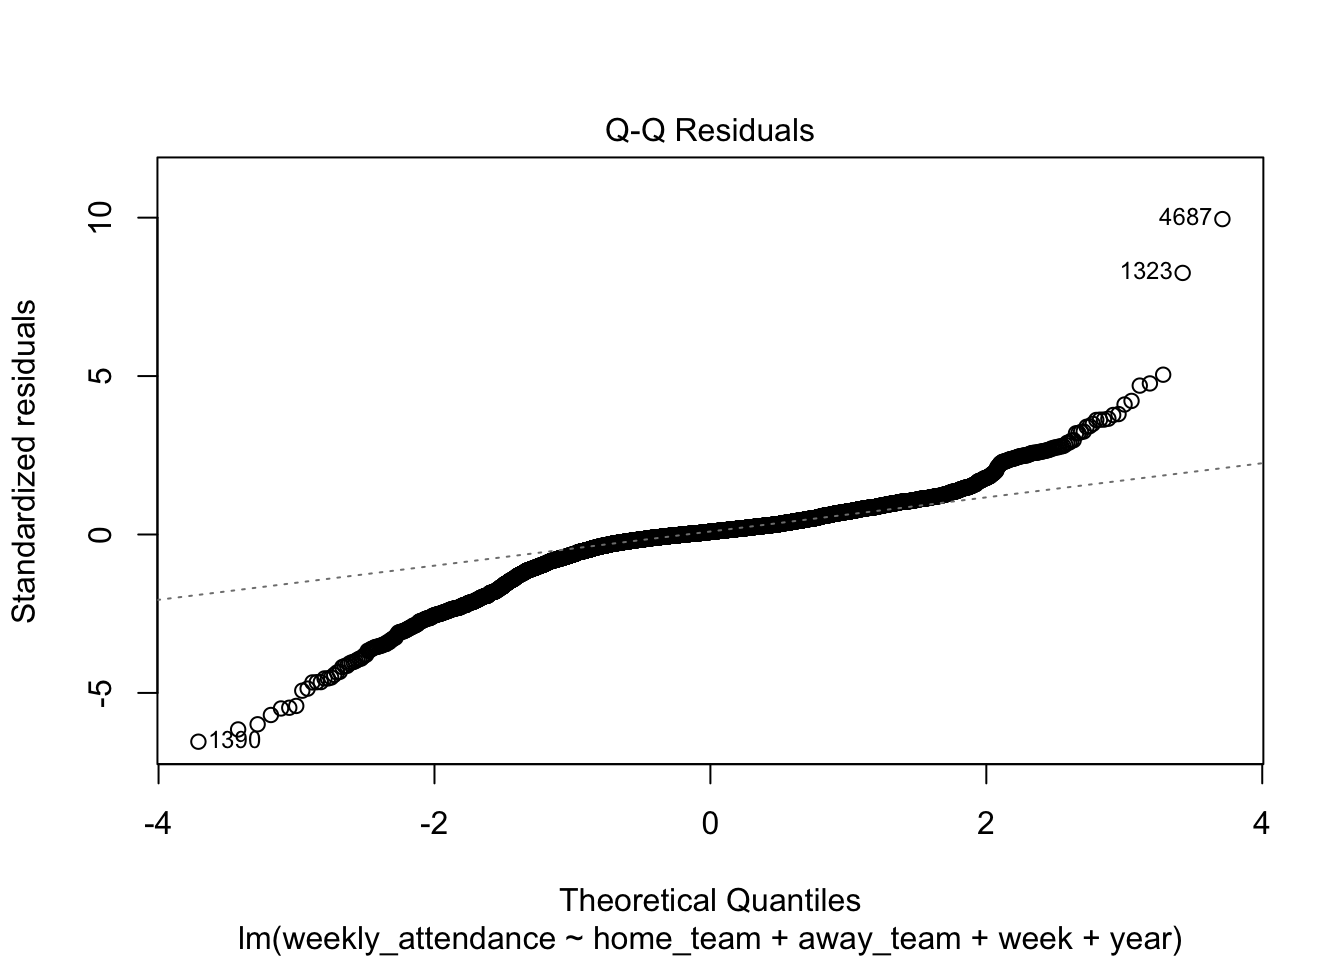 Q-Q Residuals
Standardized residuals
10
5
0
-5
4687
1323
1390
-4 -2 0 2 4
Theoretical Quantiles
lm(weekly_attendance ~ home_team + away_team + week + year)